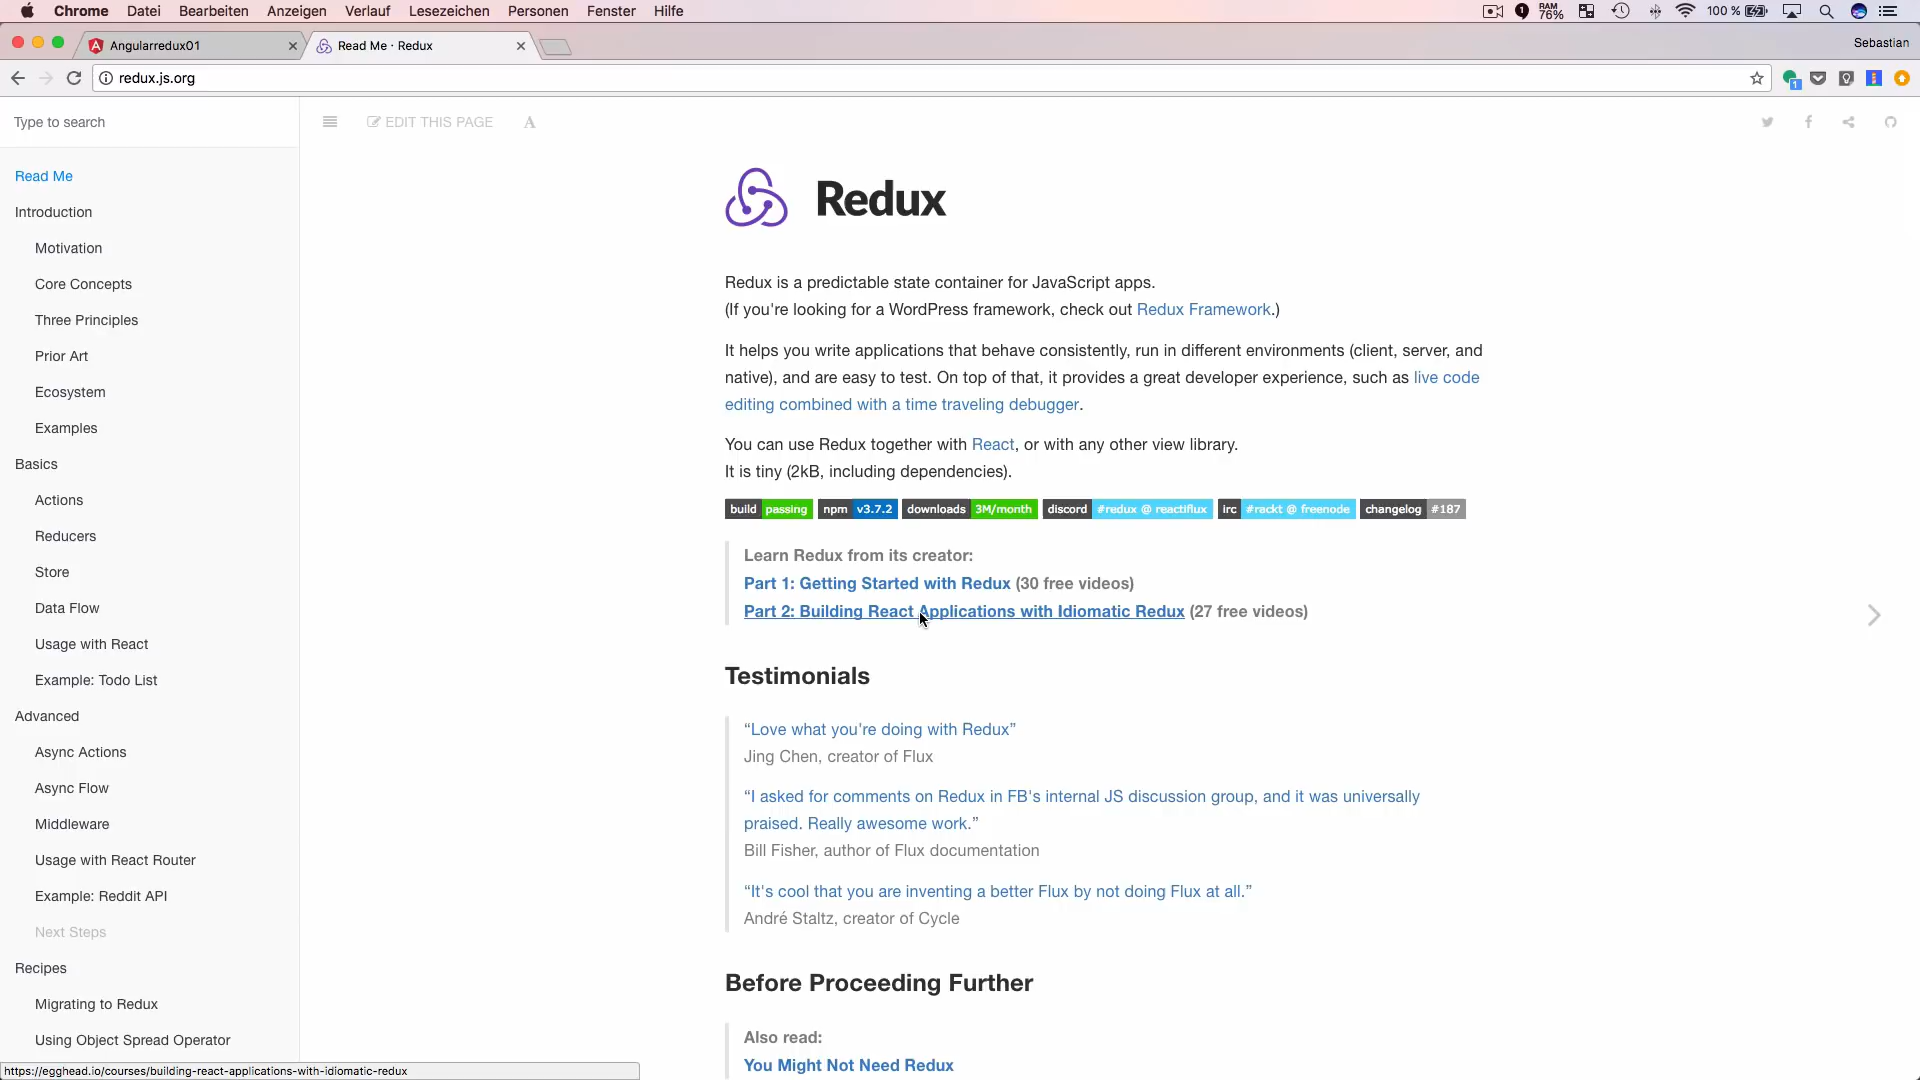 Chrome Datei Bearbeiten Anzeigen Verlauf Lesezeichen Personen Fenster Hilfe
1 RAM 76% 100 %
Angularredux01
Read Me · Redux
Sebastian
redux.js.org
1
Type to search
EDIT THIS PAGE
A
Read Me
Introduction
Motivation
Core Concepts
Three Principles
Prior Art
Ecosystem
Examples
Basics
Actions
Reducers
Store
Data Flow
Usage with React
Example: Todo List
Advanced
Async Actions
Async Flow
Middleware
Usage with React Router
Example: Reddit API
Next Steps
Recipes
Migrating to Redux
Using Object Spread Operator
https://egghead.io/courses/building-react-applications-with-idiomatic-redux
Redux
Redux is a predictable state container for JavaScript apps.
(If you're looking for a WordPress framework, check out Redux Framework.)
It helps you write applications that behave consistently, run in different environments (client, server, and
native), and are easy to test. On top of that, it provides a great developer experience, such as live code
editing combined with a time traveling debugger.
You can use Redux together with React, or with any other view library.
It is tiny (2kB, including dependencies).
build passing npm v3.7.2 downloads 3M/month discord #redux @ reactiflux irc #rackt @ freenode changelog #187
Learn Redux from its creator:
Part 1: Getting Started with Redux (30 free videos)
Part 2: Building React Applications with Idiomatic Redux (27 free videos)
Testimonials
“Love what you're doing with Redux”
Jing Chen, creator of Flux
“I asked for comments on Redux in FB's internal JS discussion group, and it was universally
praised. Really awesome work.”
Bill Fisher, author of Flux documentation
“It's cool that you are inventing a better Flux by not doing Flux at all.”
André Staltz, creator of Cycle
Before Proceeding Further
Also read:
You Might Not Need Redux